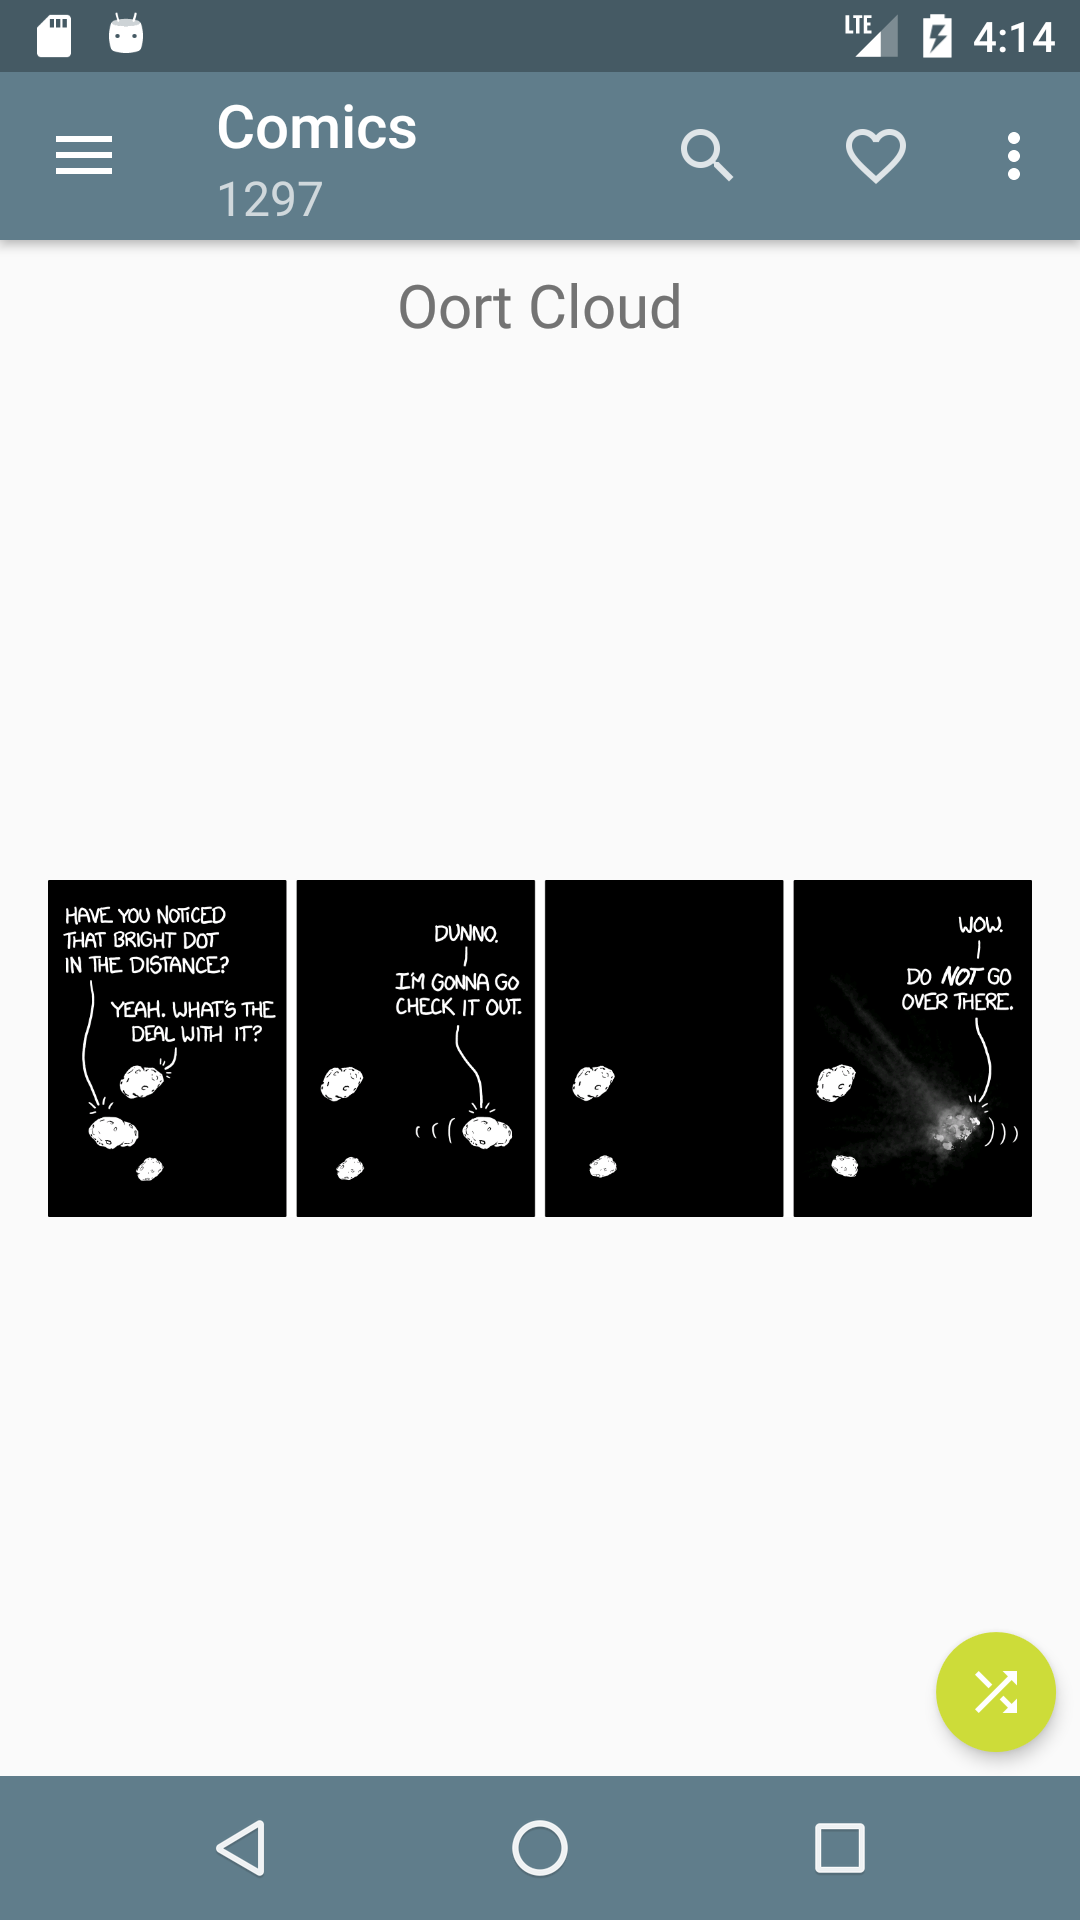 LTE
4:14
Comics
1297
Oort Cloud
HAVE YOU NOTICED
THAT BRIGHT DOT
IN THE DISTANCE?
YEAH. WHAT'S THE
DEAL WITH IT?
DUNNO.
I'M GONNA GO
CHECK IT OUT.
WOW.
DO NOT GO
OVER THERE.